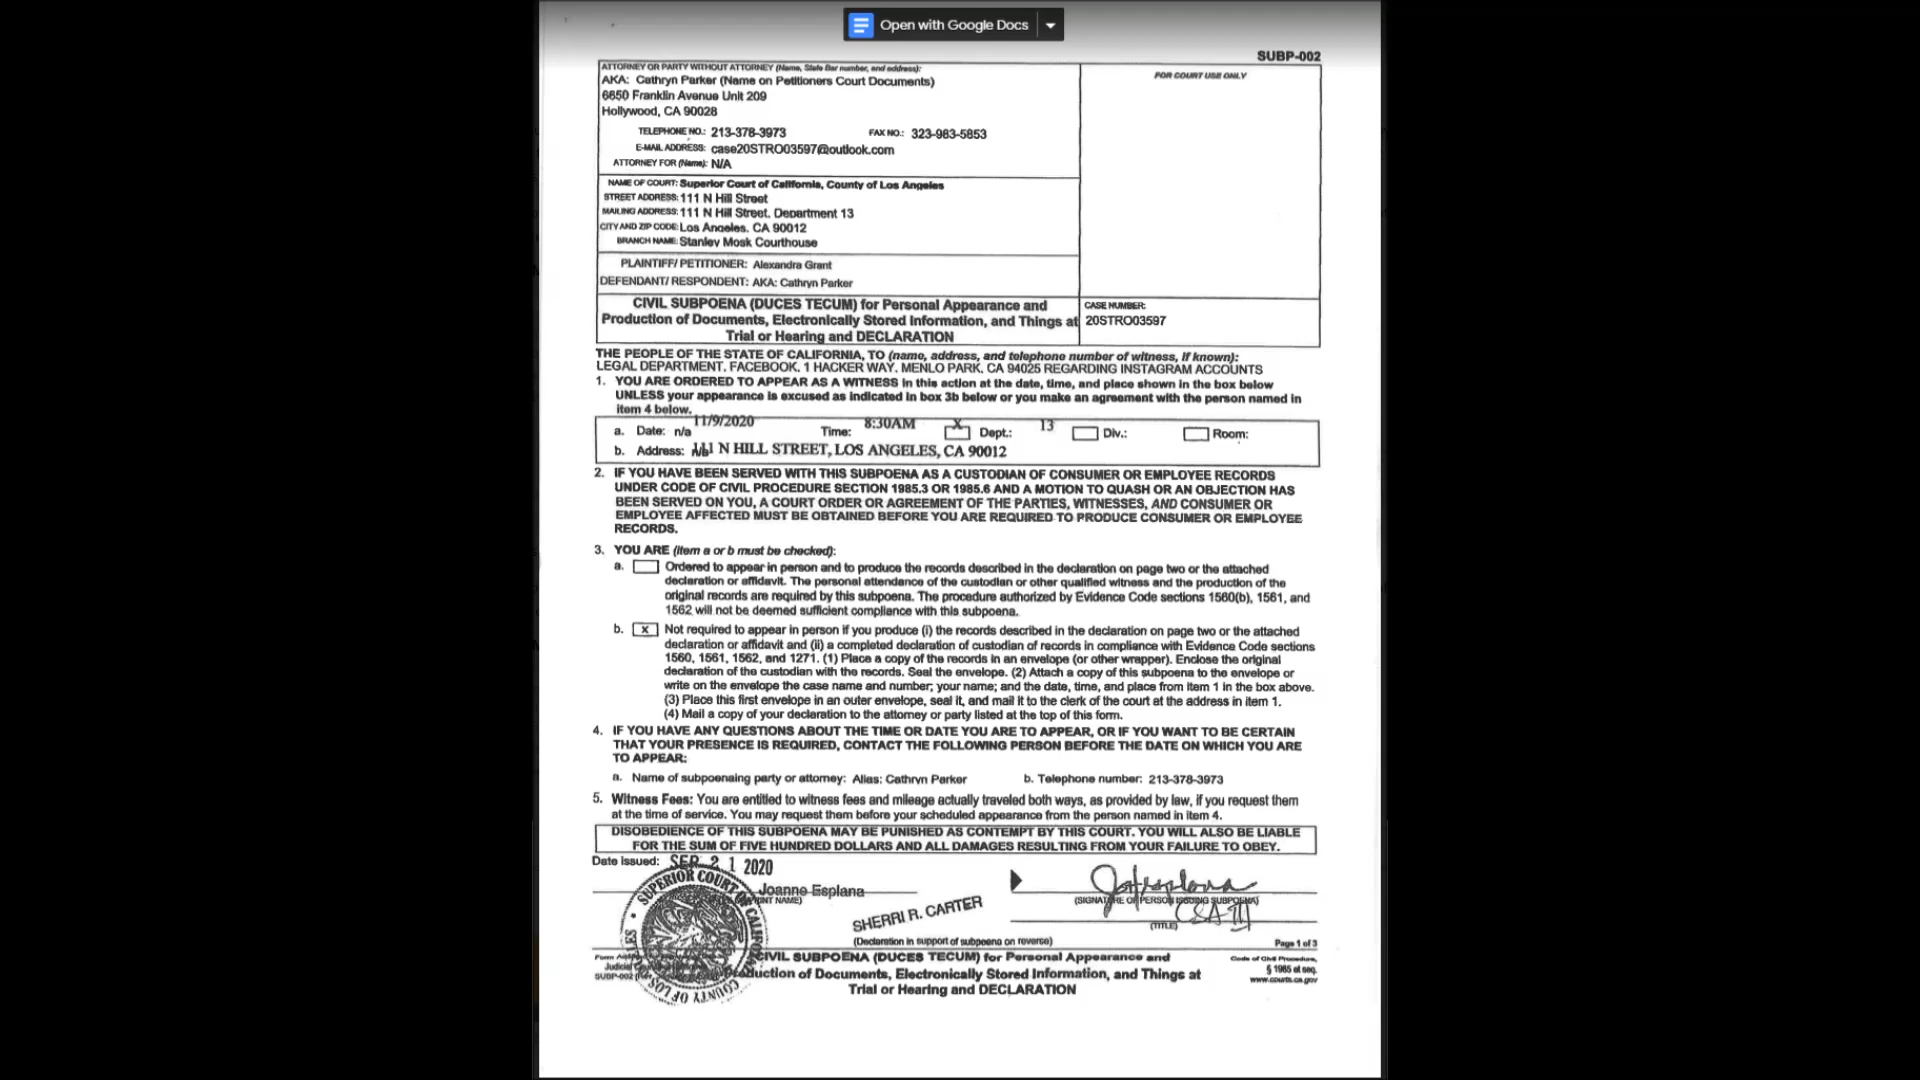 Open with Google Docs
SUBP-002
ATTORNEY OR PARTY WITHOUT ATTORNEY (Name, State Bar number, and address):
AKA: Cathryn Parker (Name on Petitioners Court Documents)
6850 Franklin Avenue Unit 209
Hollywood, CA 90028
TELEPHONE NO.: 213-378-3973 FAX NO.: 323-983-5853
E-MAIL ADDRESS: case20STRO03597@outlook.com
ATTORNEY FOR (Name): N/A
FOR COURT USE ONLY
NAME OF COURT: Superior Court of California, County of Los Angeles
STREET ADDRESS: 111 N Hill Street
MAILING ADDRESS: 111 N Hill Street, Department 13
CITY AND ZIP CODE: Los Angeles, CA 90012
BRANCH NAME: Stanley Mosk Courthouse
PLAINTIFF/ PETITIONER: Alexandra Grant
DEFENDANT/ RESPONDENT: AKA: Cathryn Parker
CIVIL SUBPOENA (DUCES TECUM) for Personal Appearance and
Production of Documents, Electronically Stored Information, and Things at
Trial or Hearing and DECLARATION
CASE NUMBER:
20STRO03597
THE PEOPLE OF THE STATE OF CALIFORNIA, TO (name, address, and telephone number of witness, if known):
LEGAL DEPARTMENT, FACEBOOK, 1 HACKER WAY, MENLO PARK, CA 94025 REGARDING INSTAGRAM ACCOUNTS
1. YOU ARE ORDERED TO APPEAR AS A WITNESS in this action at the date, time, and place shown in the box below
UNLESS your appearance is excused as indicated in box 3b below or you make an agreement with the person named in
item 4 below.
a. Date: n/a 11/9/2020 Time: 8:30AM X Dept.: 13 Div.: Room:
b. Address: 111 N HILL STREET, LOS ANGELES, CA 90012
2. IF YOU HAVE BEEN SERVED WITH THIS SUBPOENA AS A CUSTODIAN OF CONSUMER OR EMPLOYEE RECORDS
UNDER CODE OF CIVIL PROCEDURE SECTION 1985.3 OR 1985.6 AND A MOTION TO QUASH OR AN OBJECTION HAS
BEEN SERVED ON YOU, A COURT ORDER OR AGREEMENT OF THE PARTIES, WITNESSES, AND CONSUMER OR
EMPLOYEE AFFECTED MUST BE OBTAINED BEFORE YOU ARE REQUIRED TO PRODUCE CONSUMER OR EMPLOYEE
RECORDS.
3. YOU ARE (item a or b must be checked):
a. Ordered to appear in person and to produce the records described in the declaration on page two or the attached
declaration or affidavit. The personal attendance of the custodian or other qualified witness and the production of the
original records are required by this subpoena. The procedure authorized by Evidence Code sections 1560(b), 1561, and
1562 will not be deemed sufficient compliance with this subpoena.
b. x Not required to appear in person if you produce (i) the records described in the declaration on page two or the attached
declaration or affidavit and (ii) a completed declaration of custodian of records in compliance with Evidence Code sections
1560, 1561, 1562, and 1271. (1) Place a copy of the records in an envelope (or other wrapper). Enclose the original
declaration of the custodian with the records. Seal the envelope. (2) Attach a copy of this subpoena to the envelope or
write on the envelope the case name and number; your name; and the date, time, and place from item 1 in the box above.
(3) Place this first envelope in an outer envelope, seal it, and mail it to the clerk of the court at the address in item 1.
(4) Mail a copy of your declaration to the attorney or party listed at the top of this form.
4. IF YOU HAVE ANY QUESTIONS ABOUT THE TIME OR DATE YOU ARE TO APPEAR, OR IF YOU WANT TO BE CERTAIN
THAT YOUR PRESENCE IS REQUIRED, CONTACT THE FOLLOWING PERSON BEFORE THE DATE ON WHICH YOU ARE
TO APPEAR:
a. Name of subpoenaing party or attorney: Alias: Cathryn Parker b. Telephone number: 213-378-3973
5. Witness Fees: You are entitled to witness fees and mileage actually traveled both ways, as provided by law, if you request them
at the time of service. You may request them before your scheduled appearance from the person named in item 4.
DISOBEDIENCE OF THIS SUBPOENA MAY BE PUNISHED AS CONTEMPT BY THIS COURT. YOU WILL ALSO BE LIABLE
FOR THE SUM OF FIVE HUNDRED DOLLARS AND ALL DAMAGES RESULTING FROM YOUR FAILURE TO OBEY.
Date issued: SEP 21 2020
Joanne Esplana
SHERRI R. CARTER
(SIGNATURE OF PERSON ISSUING SUBPOENA)
CSA III
(TITLE)
SUPERIOR COURT OF CALIFORNIA
COUNTY OF LOS ANGELES
(Declaration in support of subpoena on reverse)
Page 1 of 3
CIVIL SUBPOENA (DUCES TECUM) for Personal Appearance and
Production of Documents, Electronically Stored Information, and Things at
Trial or Hearing and DECLARATION
Code of Civil Procedure,
§ 1985 et seq.
www.courts.ca.gov
Judicial
SUBP-002